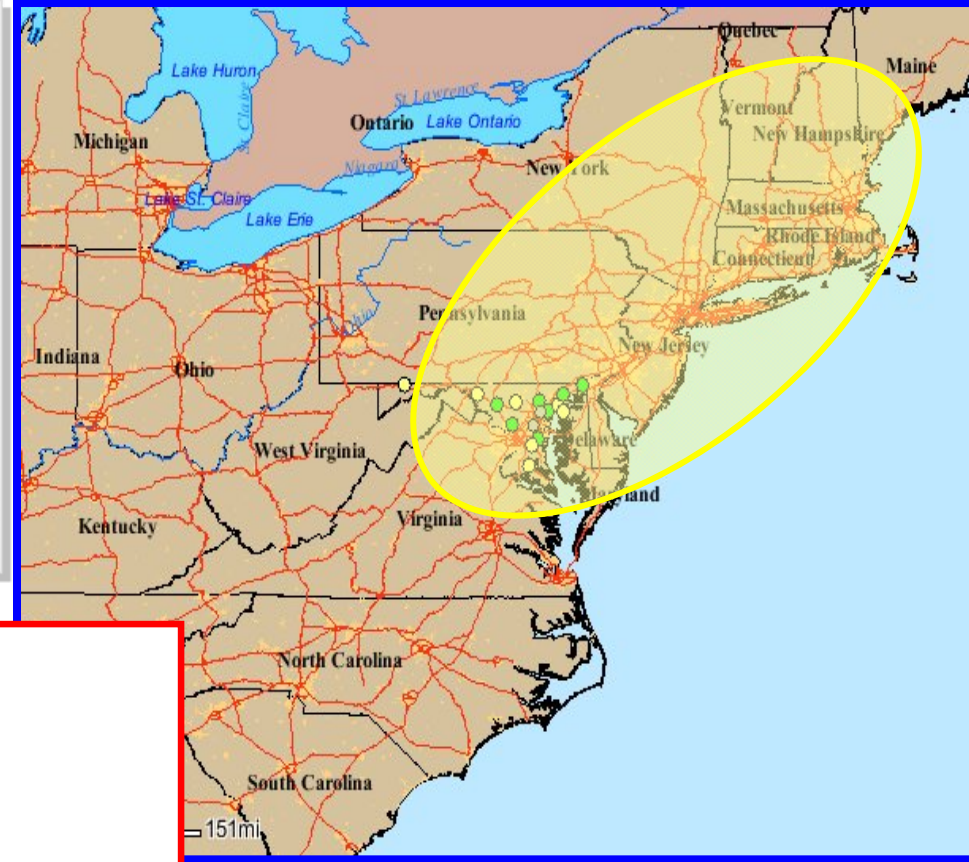 Quebec
Maine
Lake Huron
St. Claire
St Lawrence
Vermont
Michigan
Ontario
Lake Ontario
New Hampshire
Niagara
New York
Lake St. Claire
Lake Erie
Massachusetts
Rhode Island
Connecticut
Pennsylvania
Ohio
New Jersey
Indiana
Ohio
Delaware
West Virginia
Maryland
Virginia
Kentucky
North Carolina
South Carolina
151mi